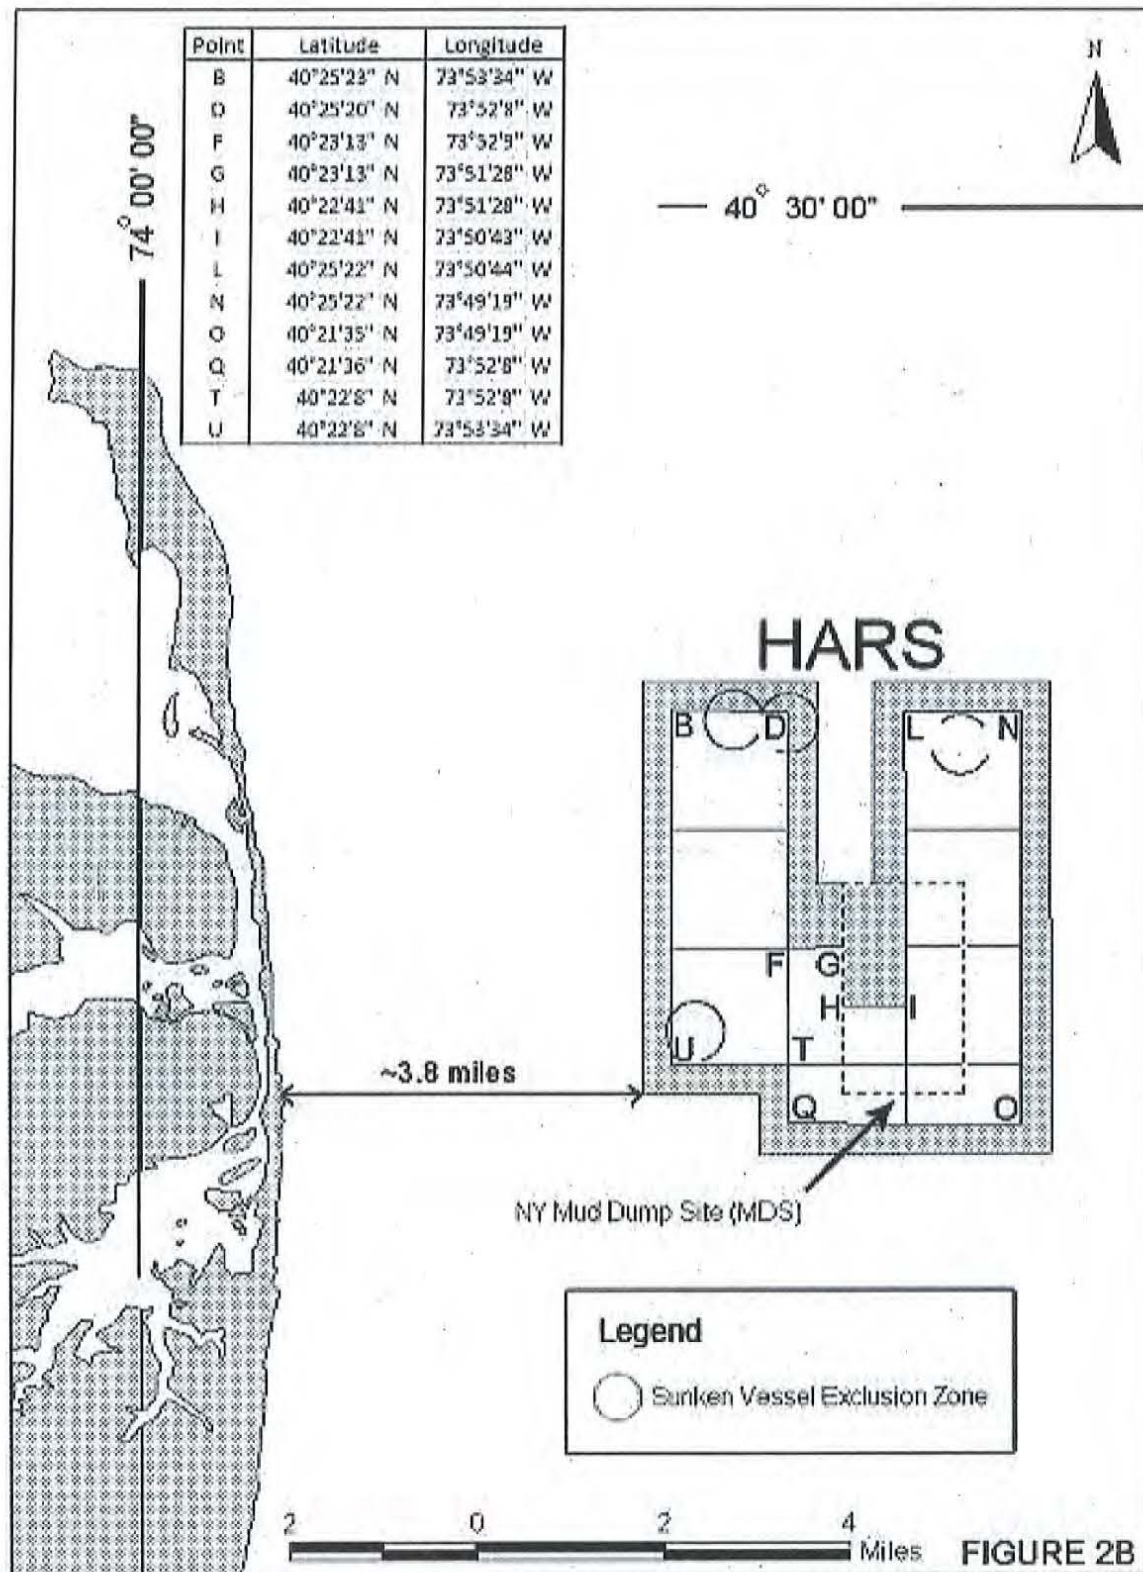 Point Latitude Longitude
B 40°25'23" N 73°53'34" W
D 40°25'20" N 73°52'8" W
F 40°23'13" N 73°52'9" W
G 40°23'13" N 73°51'28" W
H 40°22'41" N 73°51'28" W
I 40°22'41" N 73°50'43" W
L 40°25'22" N 73°50'44" W
N 40°25'22" N 73°49'19" W
O 40°21'35" N 73°49'19" W
Q 40°21'36" N 73°52'8" W
T 40°22'8" N 73°52'8" W
U 40°22'8" N 73°53'34" W
N
74° 00' 00"
40° 30' 00"
HARS
B D L N
F G
H I
U T
~3.8 miles
Q O
NY Mud Dump Site (MDS)
Legend
Sunken Vessel Exclusion Zone
2 0 2 4
Miles
FIGURE 2B